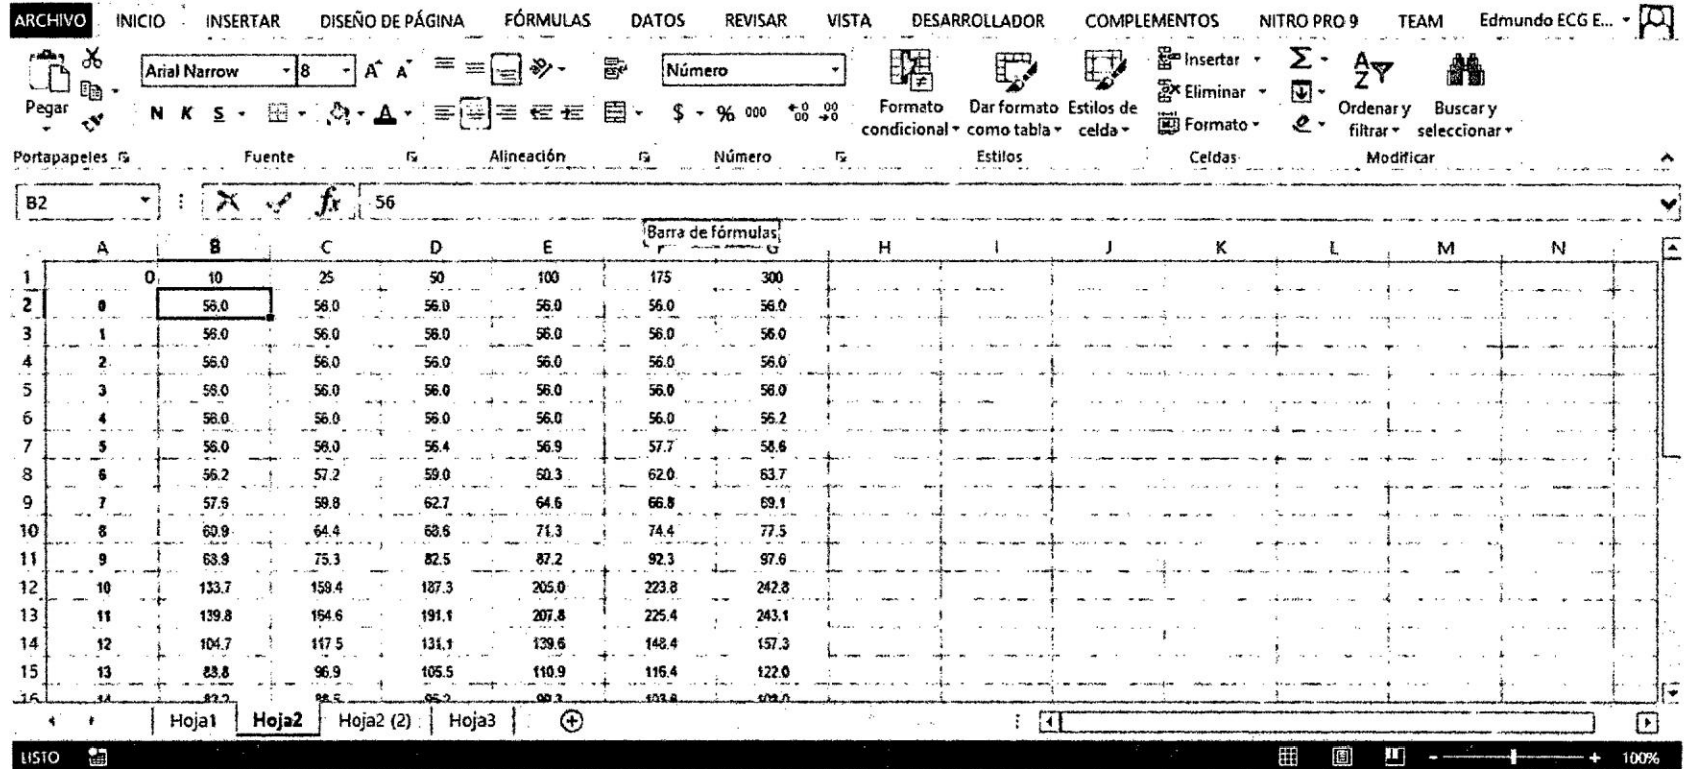 ARCHIVO INICIO INSERTAR DISEÑO DE PÁGINA FÓRMULAS DATOS REVISAR VISTA DESARROLLADOR COMPLEMENTOS NITRO PRO 9 TEAM Edmundo ECG E...
Pegar
Arial Narrow 8
N K S
Número
$ % 000
Formato condicional
Dar formato como tabla
Estilos de celda
Insertar
Eliminar
Formato
Ordenar y filtrar
Buscar y seleccionar
Portapapeles Fuente Alineación Número Estilos Celdas Modificar
B2 fx 56
Barra de fórmulas
A B C D E F G H I J K L M N
1 0 10 25 50 100 175 300
2 0 56.0 56.0 56.0 56.0 56.0 56.0
3 1 56.0 56.0 56.0 56.0 56.0 56.0
4 2 56.0 56.0 56.0 56.0 56.0 56.0
5 3 56.0 56.0 56.0 56.0 56.0 56.0
6 4 56.0 56.0 56.0 56.0 56.0 56.2
7 5 56.0 56.0 56.4 56.9 57.7 58.6
8 6 56.2 57.2 59.0 60.3 62.0 63.7
9 7 57.6 59.8 62.7 64.6 66.8 69.1
10 8 60.9 64.4 68.6 71.3 74.4 77.5
11 9 75.3 82.5 87.2 92.3 97.6
12 10 133.7 159.4 187.3 205.0 223.8 242.8
13 11 139.8 164.6 191.1 207.8 225.4 243.1
14 12 104.7 117.5 131.1 139.6 148.4 157.3
15 13 96.9 105.5 110.9 116.4 122.0
16 14
Hoja1 Hoja2 Hoja2 (2) Hoja3
LISTO 100%